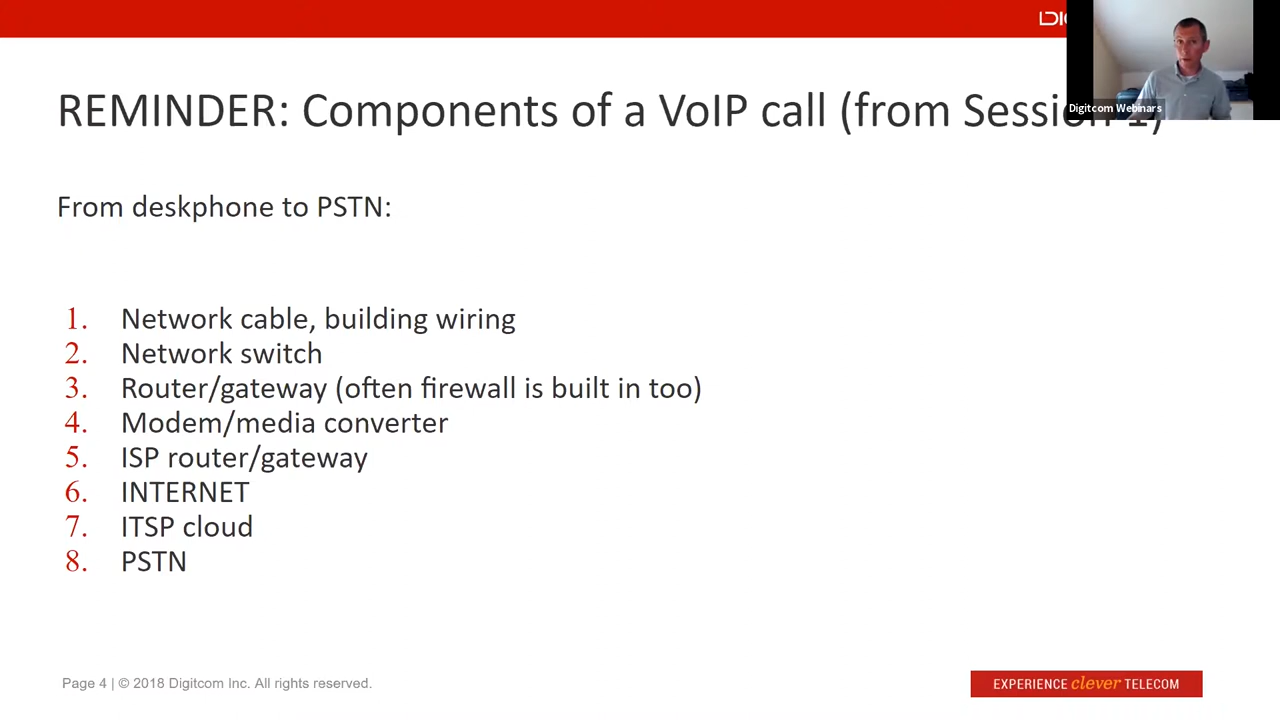 REMINDER: Components of a VoIP call (from Session 1)
Digitcom Webinars
From deskphone to PSTN:
1. Network cable, building wiring
2. Network switch
3. Router/gateway (often firewall is built in too)
4. Modem/media converter
5. ISP router/gateway
6. INTERNET
7. ITSP cloud
8. PSTN
Page 4 | © 2018 Digitcom Inc. All rights reserved.
EXPERIENCE clever TELECOM